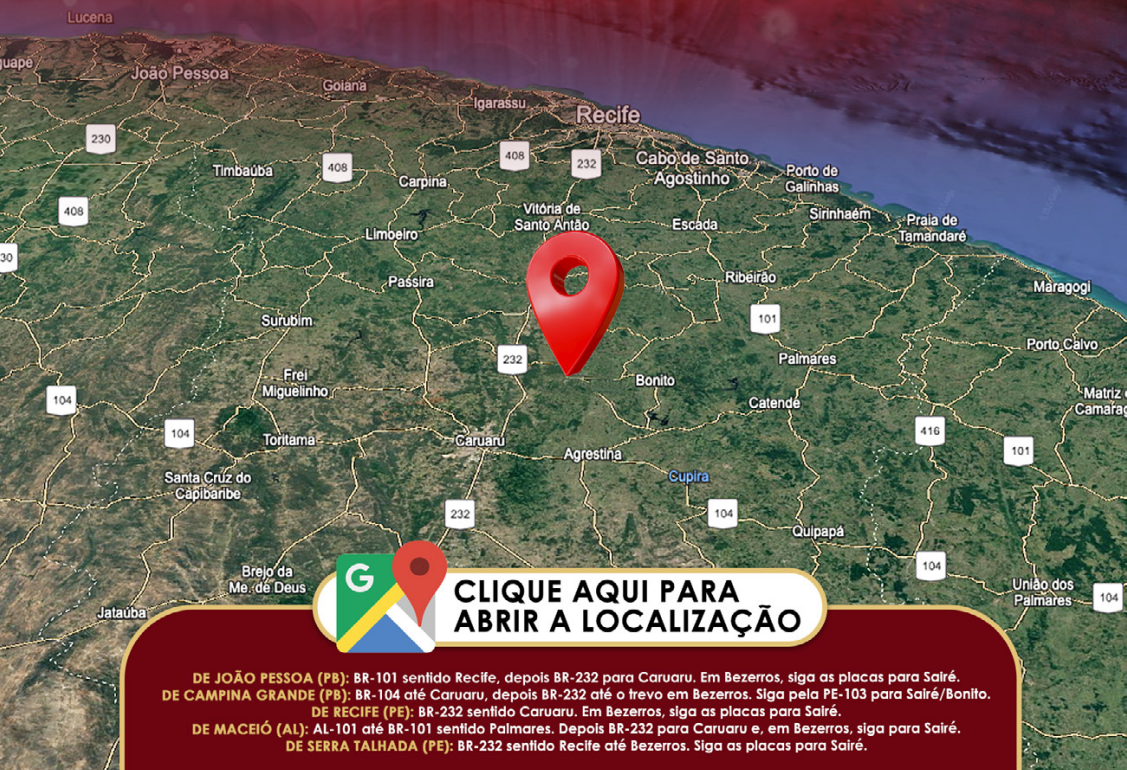 Lucena
João Pessoa
Goiana
Igarassu
Recife
230
408
408
232
Timbaúba
Carpina
Cabo de Santo
Agostinho
Porto de
Galinhas
408
Vitória de
Santo Antão
Escada
Sirinhaém
Praia de
Tamandaré
30
Limoeiro
Passira
Ribeirão
Maragogi
Surubim
101
232
Palmares
Porto Calvo
Frei
Miguelinho
Bonito
104
Catende
Matriz
Camarag
104
Toritama
Caruaru
Agrestina
416
101
Santa Cruz do
Capibaribe
Cupira
232
104
Quipapá
104
Brejo da
Me. de Deus
União dos
Palmares
104
Jataúba
G
CLIQUE AQUI PARA
ABRIR A LOCALIZAÇÃO
DE JOÃO PESSOA (PB): BR-101 sentido Recife, depois BR-232 para Caruaru. Em Bezerros, siga as placas para Sairé.
DE CAMPINA GRANDE (PB): BR-104 até Caruaru, depois BR-232 até o trevo em Bezerros. Siga pela PE-103 para Sairé/Bonito.
DE RECIFE (PE): BR-232 sentido Caruaru. Em Bezerros, siga as placas para Sairé.
DE MACEIÓ (AL): AL-101 até BR-101 sentido Palmares. Depois BR-232 para Caruaru e, em Bezerros, siga para Sairé.
DE SERRA TALHADA (PE): BR-232 sentido Recife até Bezerros. Siga as placas para Sairé.